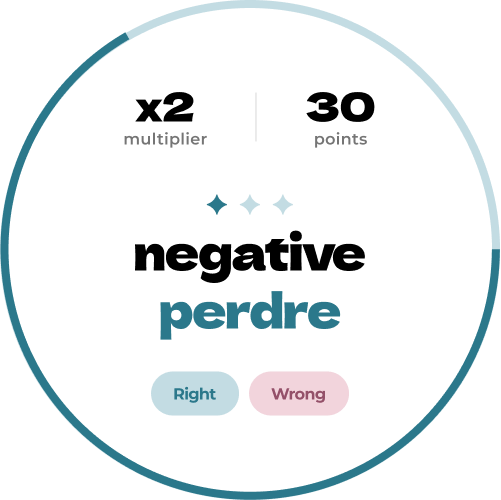 x2
multiplier
30
points
negative
perdre
Right
Wrong